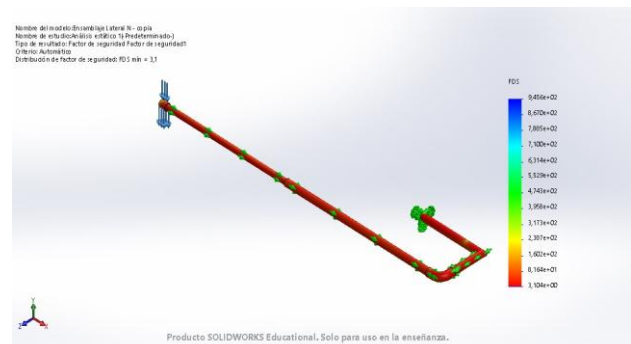 Nombre del modelo:Ensamblaje Lateral N - copia
Nombre de estudio:Análisis estático 1(-Predeterminado-)
Tipo de resultado: Factor de seguridad Factor de seguridad1
Criterio: Automático
Distribución de factor de seguridad: FDS mín = 3,1
FDS
9,456e+02
8,670e+02
7,885e+02
7,100e+02
6,314e+02
5,529e+02
4,743e+02
3,958e+02
3,173e+02
2,387e+02
1,602e+02
8,164e+01
3,104e+00
Y
Z
X
Producto SOLIDWORKS Educational. Solo para uso en la enseñanza.